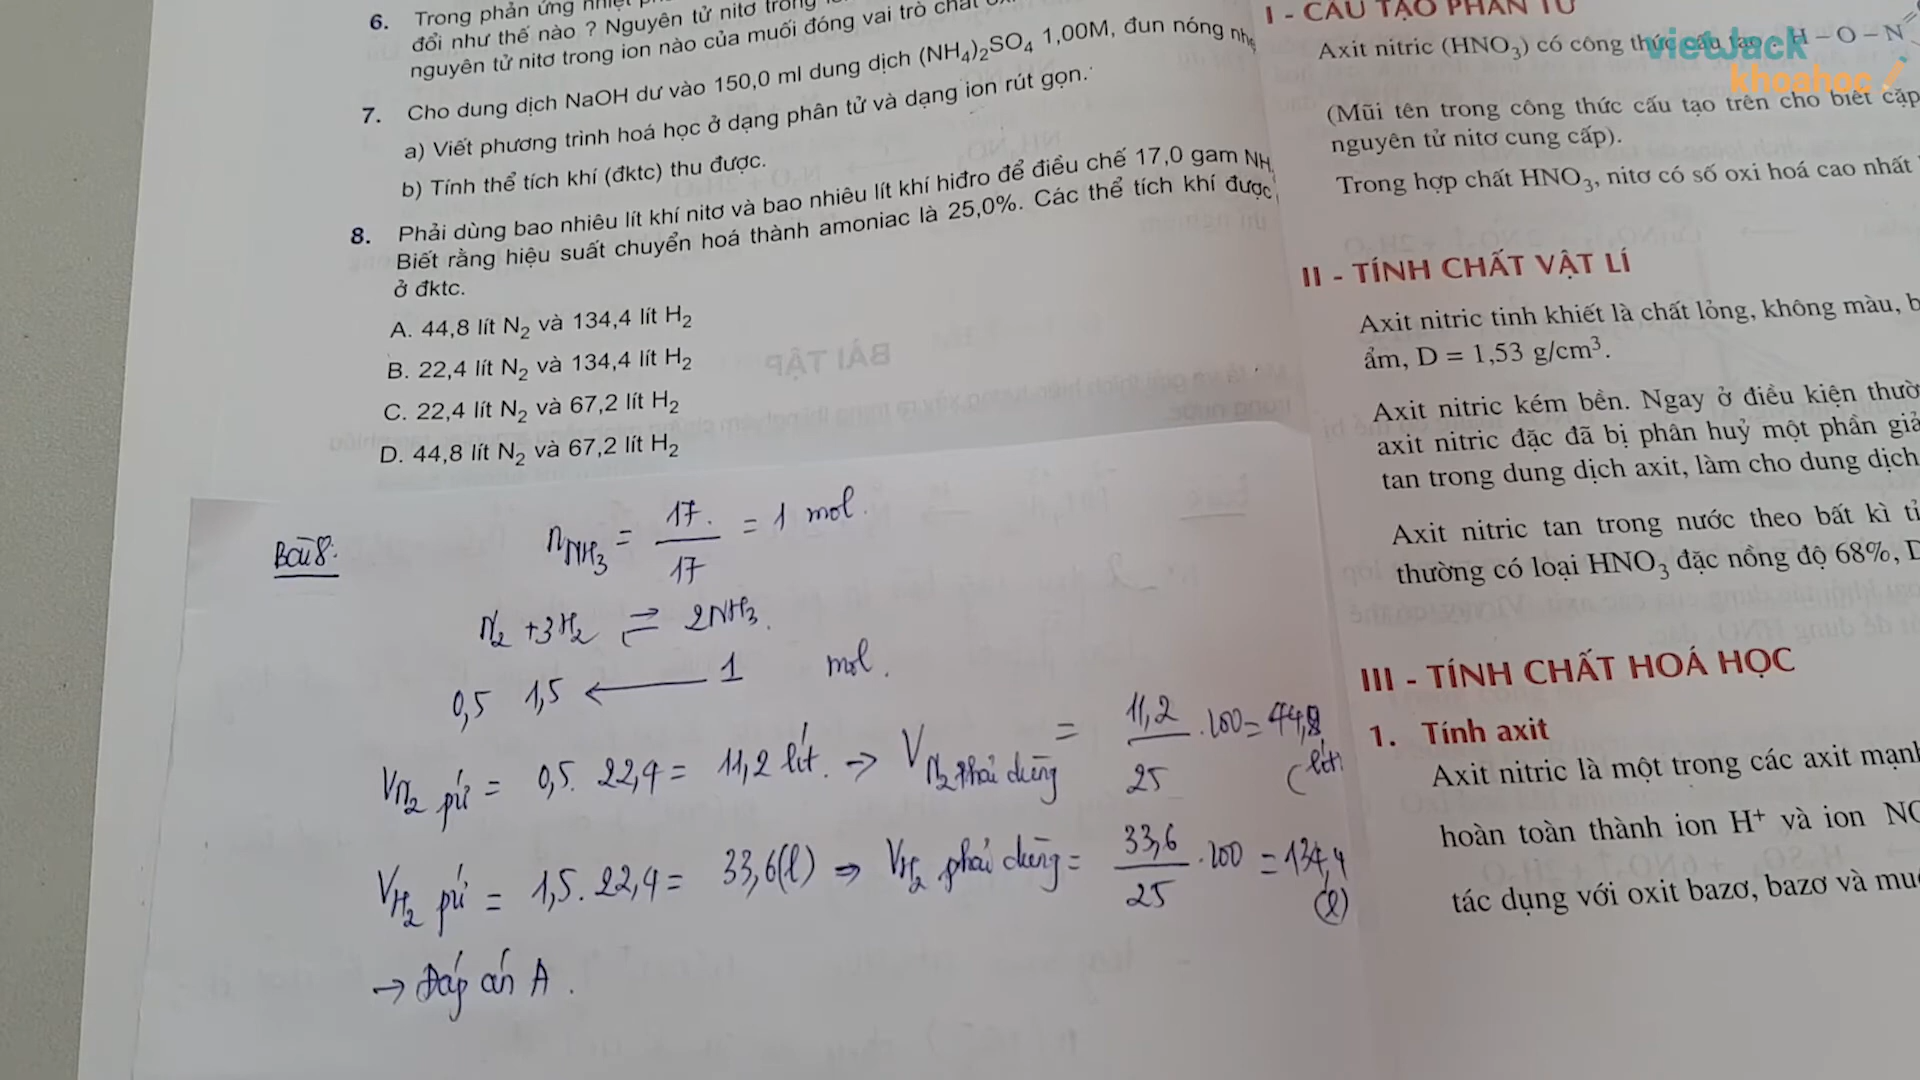 6. Trong phản ứng
đổi như thế nào ? Nguyên tử nitơ trong
nguyên tử nitơ trong ion nào của muối đóng vai trò chất
7. Cho dung dịch NaOH dư vào 150,0 ml dung dịch (NH₄)₂SO₄ 1,00M, đun nóng nhẹ
a) Viết phương trình hoá học ở dạng phân tử và dạng ion rút gọn.
b) Tính thể tích khí (đktc) thu được.
8. Phải dùng bao nhiêu lít khí nitơ và bao nhiêu lít khí hiđro để điều chế 17,0 gam NH
Biết rằng hiệu suất chuyển hoá thành amoniac là 25,0%. Các thể tích khí được
ở đktc.
A. 44,8 lít N₂ và 134,4 lít H₂
B. 22,4 lít N₂ và 134,4 lít H₂
C. 22,4 lít N₂ và 67,2 lít H₂
D. 44,8 lít N₂ và 67,2 lít H₂
Bài 8:
n_NH₃ = 17/17 = 1 mol.
N₂ + 3H₂ ⇌ 2NH₃.
0,5 1,5 ← 1 mol.
V_N₂ pứ = 0,5. 22,4 = 11,2 lít. → V_N₂ phải dùng = 11,2/25 .100 = 44,8 (lít)
V_H₂ pứ = 1,5. 22,4 = 33,6(l) → V_H₂ phải dùng = 33,6/25 .100 = 134,4 (l)
→ Đáp án A.
I - CẤU TẠO PHÂN TỬ
Axit nitric (HNO₃) có công thức cấu tạo : H – O – N
vietJack
khoahoc
(Mũi tên trong công thức cấu tạo trên cho biết cặp
nguyên tử nitơ cung cấp).
Trong hợp chất HNO₃, nitơ có số oxi hoá cao nhất
II - TÍNH CHẤT VẬT LÍ
Axit nitric tinh khiết là chất lỏng, không màu, b
ẩm, D = 1,53 g/cm³.
Axit nitric kém bền. Ngay ở điều kiện thườ
axit nitric đặc đã bị phân huỷ một phần giả
tan trong dung dịch axit, làm cho dung dịch
Axit nitric tan trong nước theo bất kì tỉ
thường có loại HNO₃ đặc nồng độ 68%, D
III - TÍNH CHẤT HOÁ HỌC
1. Tính axit
Axit nitric là một trong các axit mạnh
hoàn toàn thành ion H⁺ và ion NO
tác dụng với oxit bazơ, bazơ và mu
BÀI TẬP